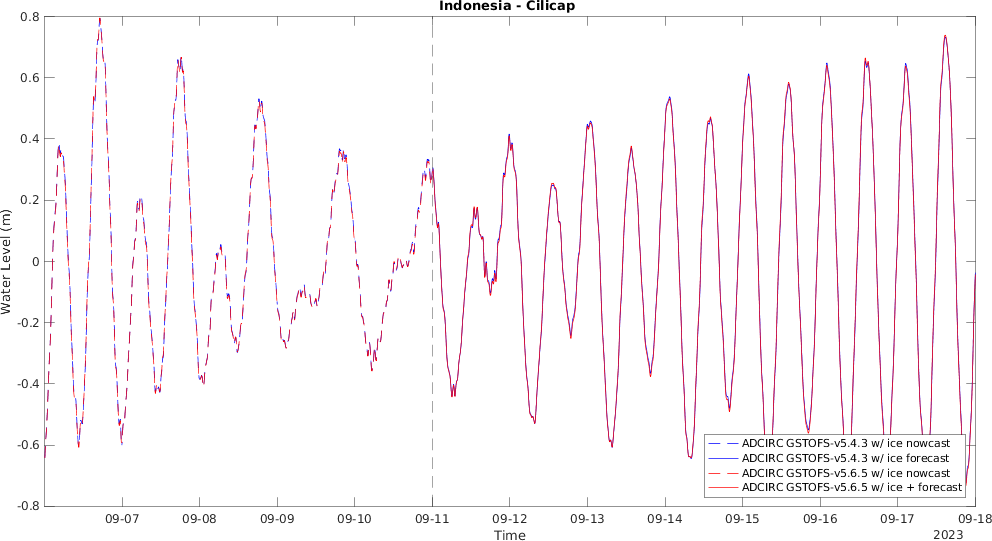 Indonesia - Cilicap
0.8
0.6
0.4
0.2
0
-0.2
-0.4
-0.6
-0.8
Water Level (m)
ADCIRC GSTOFS-v5.4.3 w/ ice nowcast
ADCIRC GSTOFS-v5.4.3 w/ ice forecast
ADCIRC GSTOFS-v5.6.5 w/ ice nowcast
ADCIRC GSTOFS-v5.6.5 w/ ice + forecast
09-07 09-08 09-09 09-10 09-11 09-12 09-13 09-14 09-15 09-16 09-17 09-18
Time
2023